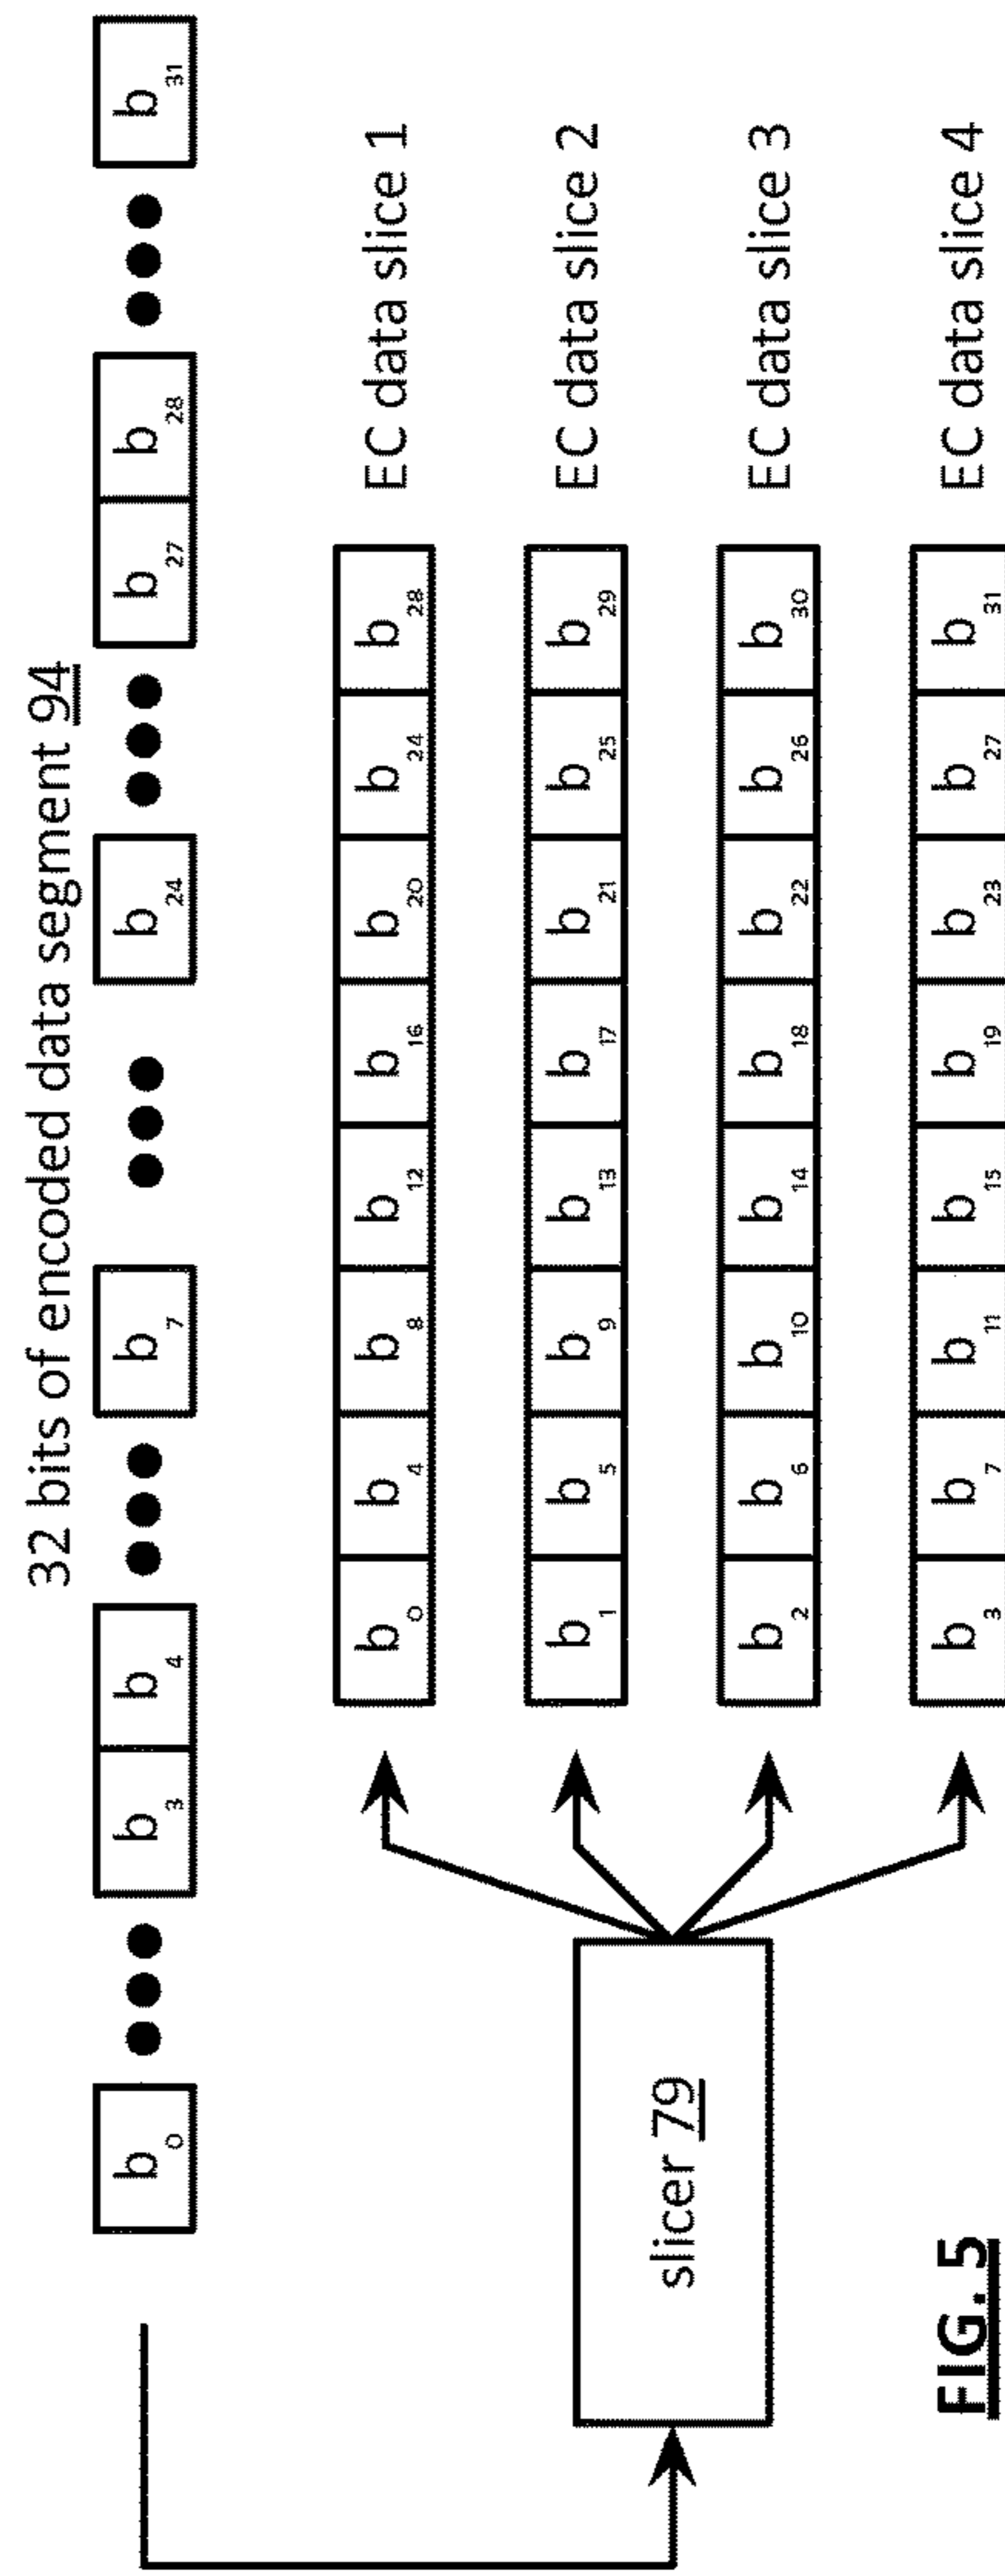 32 bits of encoded data segment 94
b0 ●●● b3 b4 ●●● b7 ●●● b24 ●●● b27 b28 ●●● b31
b0 b4 b8 b12 b16 b20 b24 b28 EC data slice 1
b1 b5 b9 b13 b17 b21 b25 b29 EC data slice 2
slicer 79
b2 b6 b10 b14 b18 b22 b26 b30 EC data slice 3
b3 b7 b11 b15 b19 b23 b27 b31 EC data slice 4
FIG. 5